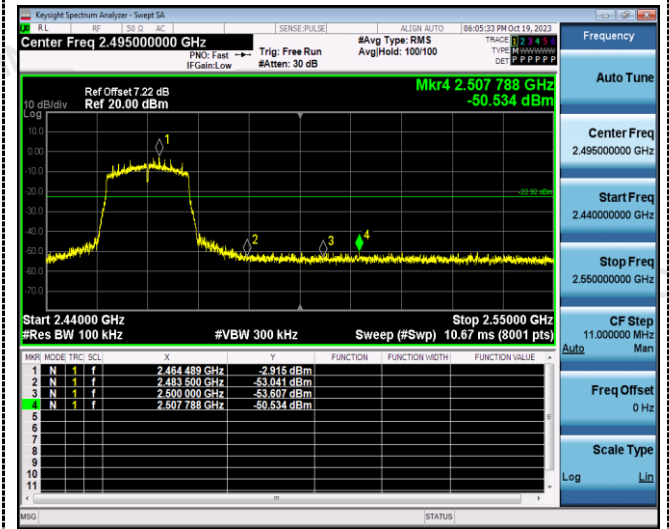 Keysight Spectrum Analyzer - Swept SA
RL RF 50 Ω AC SENSE:PULSE ALIGN AUTO 06:05:33 PM Oct 19, 2023
Center Freq 2.495000000 GHz
PNO: Fast
IFGain:Low
Trig: Free Run
#Atten: 30 dB
#Avg Type: RMS
Avg|Hold: 100/100
TRACE 1 2 3 4 5 6
TYPE M WWWWW
DET P P P P P P
Ref Offset 7.22 dB
Ref 20.00 dBm
10 dB/div
Log
Mkr4 2.507 788 GHz
-50.534 dBm
10.0
0.00
-10.0
-20.0
-30.0
-40.0
-50.0
-60.0
-70.0
1
2
3
4
-22.92 dBm
Start 2.44000 GHz Stop 2.55000 GHz
#Res BW 100 kHz #VBW 300 kHz Sweep (#Swp) 10.67 ms (8001 pts)
MKR MODE TRC SCL X Y FUNCTION FUNCTION WIDTH FUNCTION VALUE
1 N 1 f 2.464 489 GHz -2.915 dBm
2 N 1 f 2.483 500 GHz -53.041 dBm
3 N 1 f 2.500 000 GHz -53.607 dBm
4 N 1 f 2.507 788 GHz -50.534 dBm
5
6
7
8
9
10
11
MSG STATUS
Frequency
Auto Tune
Center Freq
2.495000000 GHz
Start Freq
2.440000000 GHz
Stop Freq
2.550000000 GHz
CF Step
11.000000 MHz
Auto Man
Freq Offset
0 Hz
Scale Type
Log Lin